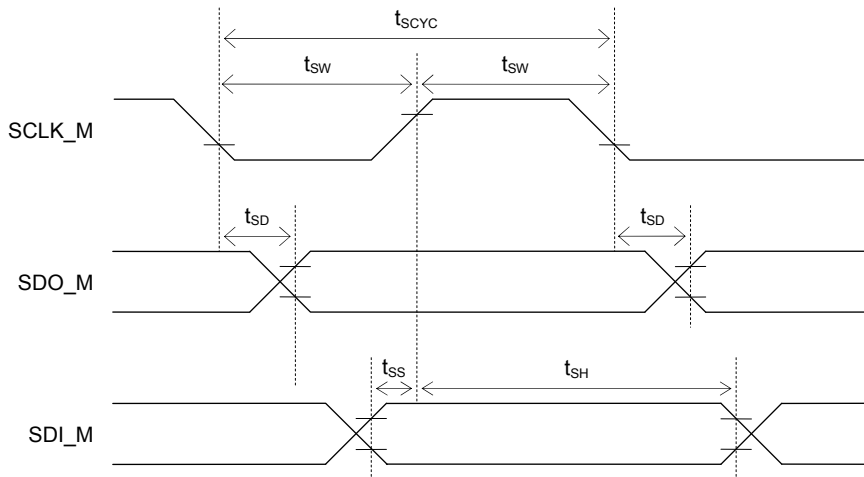 tSCYC
tSW tSW
SCLK_M
tSD tSD
SDO_M
tSS tSH
SDI_M